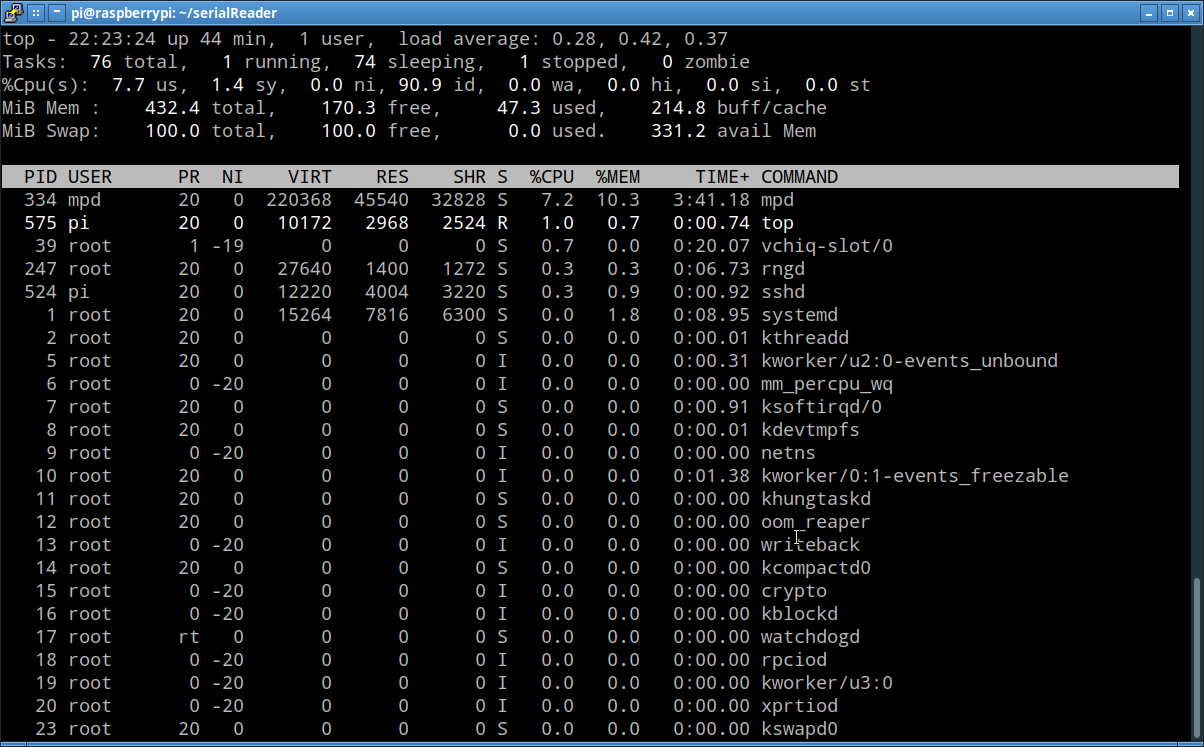 pi@raspberrypi: ~/serialReader
top - 22:23:24 up 44 min,  1 user,  load average: 0.28, 0.42, 0.37
Tasks:  76 total,   1 running,  74 sleeping,   1 stopped,   0 zombie
%Cpu(s):  7.7 us,  1.4 sy,  0.0 ni, 90.9 id,  0.0 wa,  0.0 hi,  0.0 si,  0.0 st
MiB Mem :    432.4 total,    170.3 free,     47.3 used,    214.8 buff/cache
MiB Swap:    100.0 total,    100.0 free,      0.0 used.    331.2 avail Mem
PID USER      PR  NI    VIRT    RES    SHR S  %CPU  %MEM     TIME+ COMMAND
334 mpd       20   0  220368  45540  32828 S   7.2  10.3   3:41.18 mpd
575 pi        20   0   10172   2968   2524 R   1.0   0.7   0:00.74 top
39 root       1 -19       0      0      0 S   0.7   0.0   0:20.07 vchiq-slot/0
247 root      20   0   27640   1400   1272 S   0.3   0.3   0:06.73 rngd
524 pi        20   0   12220   4004   3220 S   0.3   0.9   0:00.92 sshd
1 root      20   0   15264   7816   6300 S   0.0   1.8   0:08.95 systemd
2 root      20   0       0      0      0 S   0.0   0.0   0:00.01 kthreadd
5 root      20   0       0      0      0 I   0.0   0.0   0:00.31 kworker/u2:0-events_unbound
6 root       0 -20       0      0      0 I   0.0   0.0   0:00.00 mm_percpu_wq
7 root      20   0       0      0      0 S   0.0   0.0   0:00.91 ksoftirqd/0
8 root      20   0       0      0      0 S   0.0   0.0   0:00.01 kdevtmpfs
9 root       0 -20       0      0      0 I   0.0   0.0   0:00.00 netns
10 root      20   0       0      0      0 I   0.0   0.0   0:01.38 kworker/0:1-events_freezable
11 root      20   0       0      0      0 S   0.0   0.0   0:00.00 khungtaskd
12 root      20   0       0      0      0 S   0.0   0.0   0:00.00 oom_reaper
13 root       0 -20       0      0      0 I   0.0   0.0   0:00.00 writeback
14 root      20   0       0      0      0 S   0.0   0.0   0:00.00 kcompactd0
15 root       0 -20       0      0      0 I   0.0   0.0   0:00.00 crypto
16 root       0 -20       0      0      0 I   0.0   0.0   0:00.00 kblockd
17 root      rt   0       0      0      0 S   0.0   0.0   0:00.00 watchdogd
18 root       0 -20       0      0      0 I   0.0   0.0   0:00.00 rpciod
19 root       0 -20       0      0      0 I   0.0   0.0   0:00.00 kworker/u3:0
20 root       0 -20       0      0      0 I   0.0   0.0   0:00.00 xprtiod
23 root      20   0       0      0      0 S   0.0   0.0   0:00.00 kswapd0